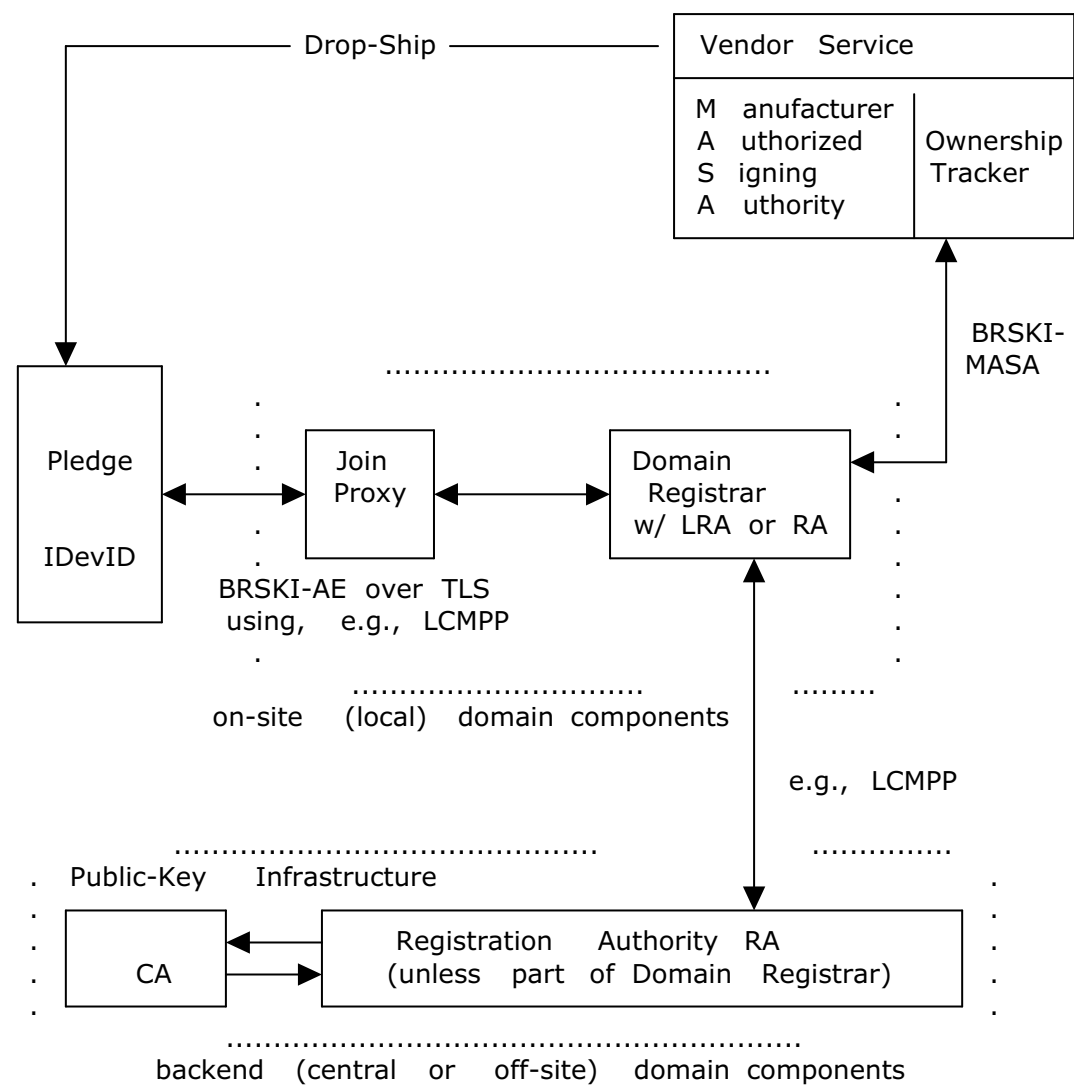 Drop-Ship
Vendor Service
M anufacturer
A uthorized
S igning
A uthority
Ownership
Tracker
BRSKI-
MASA
Pledge
IDevID
Join
Proxy
Domain
Registrar
w/ LRA or RA
BRSKI-AE over TLS
using, e.g., LCMPP
on-site (local) domain components
e.g., LCMPP
Public-Key Infrastructure
CA
Registration Authority RA
(unless part of Domain Registrar)
backend (central or off-site) domain components